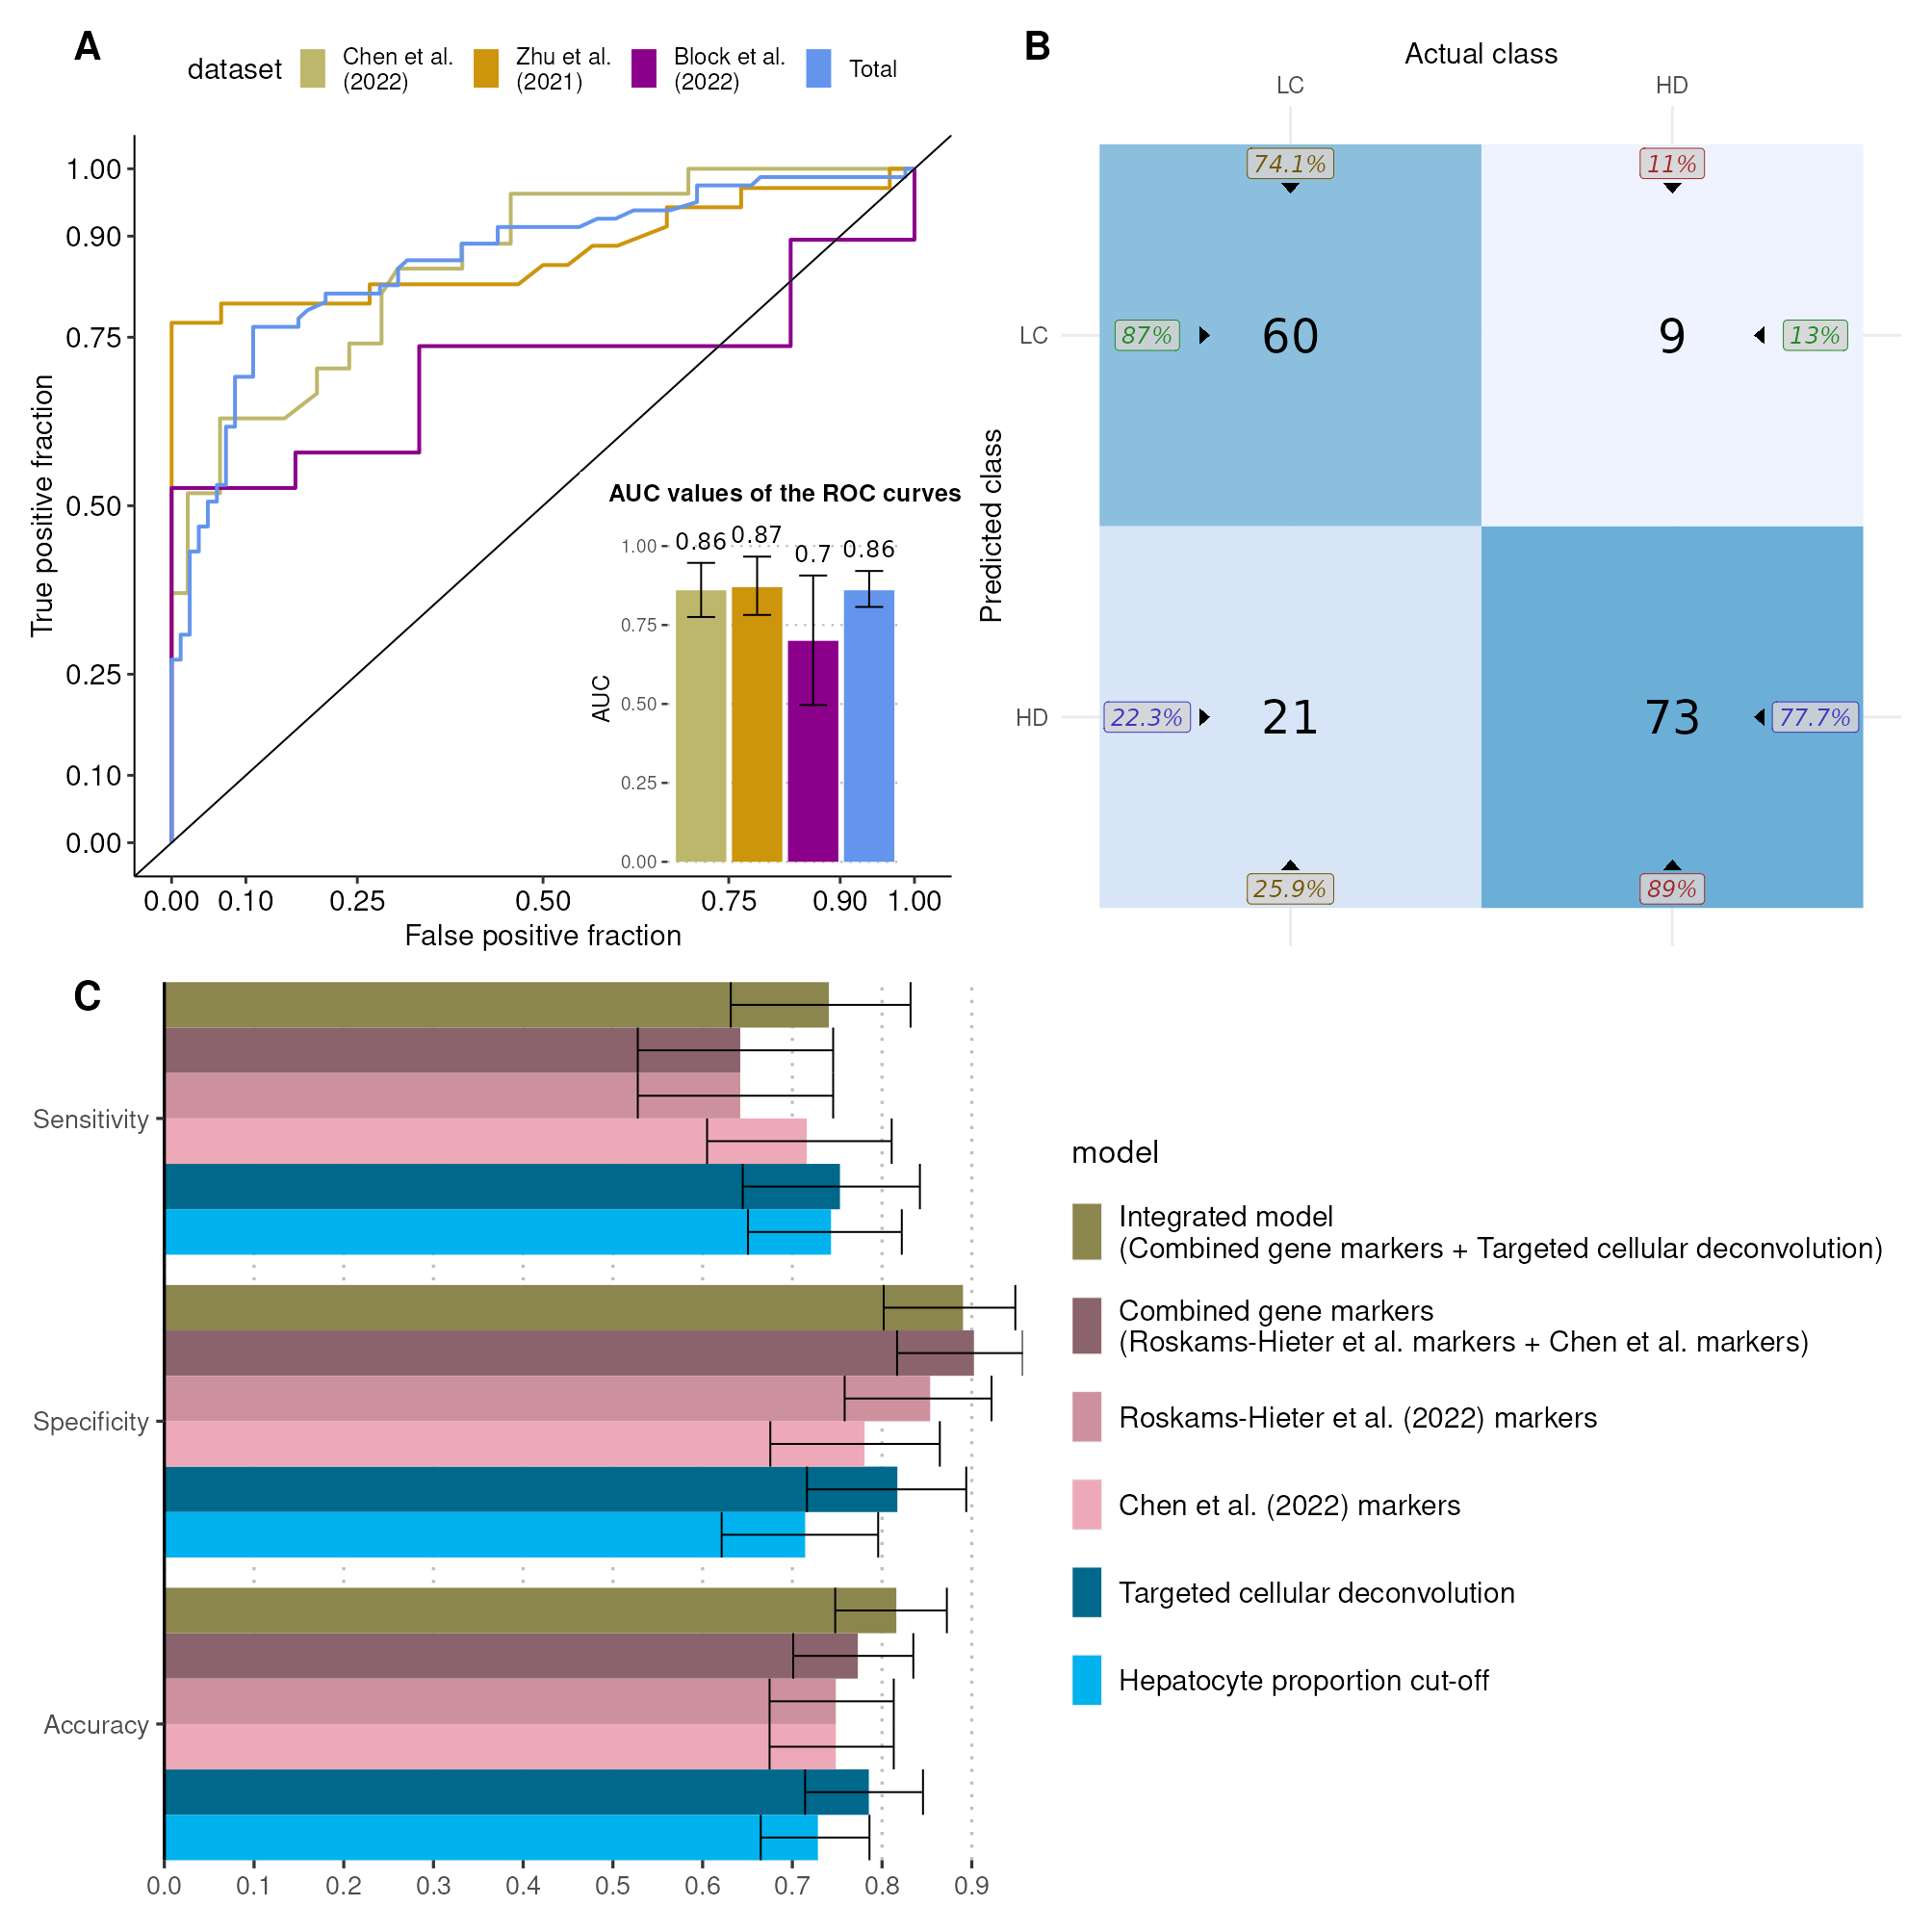 A
dataset
Chen et al.
(2022)
Zhu et al.
(2021)
Block et al.
(2022)
Total
True positive fraction
1.00
0.90
0.75
0.50
0.25
0.10
0.00
0.00 0.10 0.25 0.50 0.75 0.90 1.00
False positive fraction
AUC values of the ROC curves
0.86 0.87 0.7 0.86
AUC
1.00
0.75
0.50
0.25
0.00
B
Actual class
LC HD
Predicted class
74.1% 11%
LC 87% 60 9 13%
HD 22.3% 21 73 77.7%
25.9% 89%
C
Sensitivity
Specificity
Accuracy
0.0 0.1 0.2 0.3 0.4 0.5 0.6 0.7 0.8 0.9
model
Integrated model
(Combined gene markers + Targeted cellular deconvolution)
Combined gene markers
(Roskams-Hieter et al. markers + Chen et al. markers)
Roskams-Hieter et al. (2022) markers
Chen et al. (2022) markers
Targeted cellular deconvolution
Hepatocyte proportion cut-off